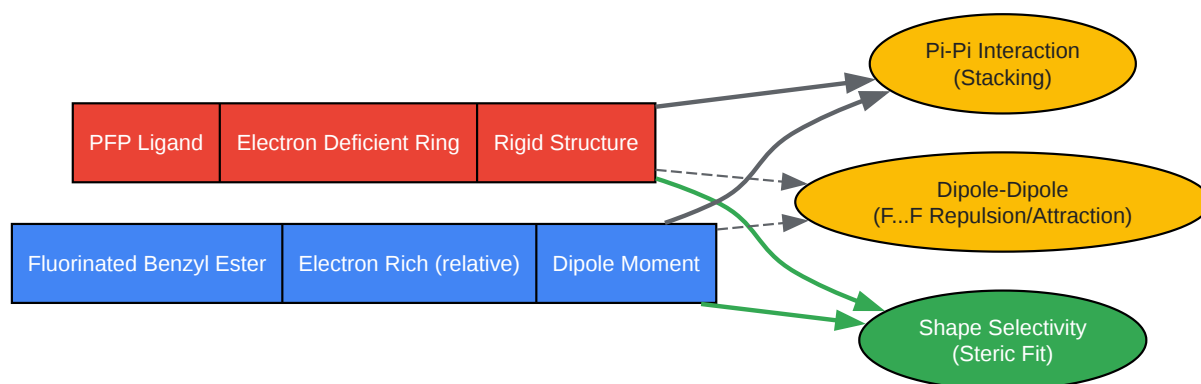 PFP Ligand
Electron Deficient Ring
Rigid Structure
Fluorinated Benzyl Ester
Electron Rich (relative)
Dipole Moment
Pi-Pi Interaction
(Stacking)
Dipole-Dipole
(F...F Repulsion/Attraction)
Shape Selectivity
(Steric Fit)